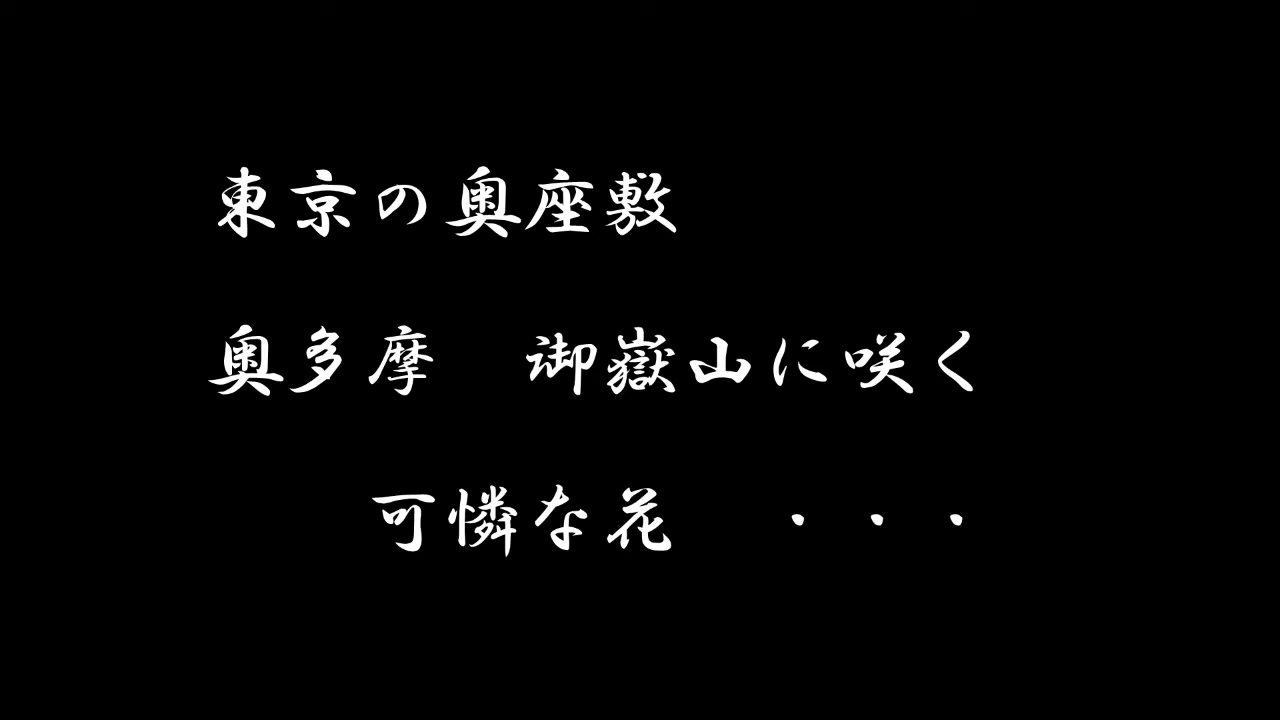 東京の奥座敷
奥多摩　御嶽山に咲く
可憐な花　・・・